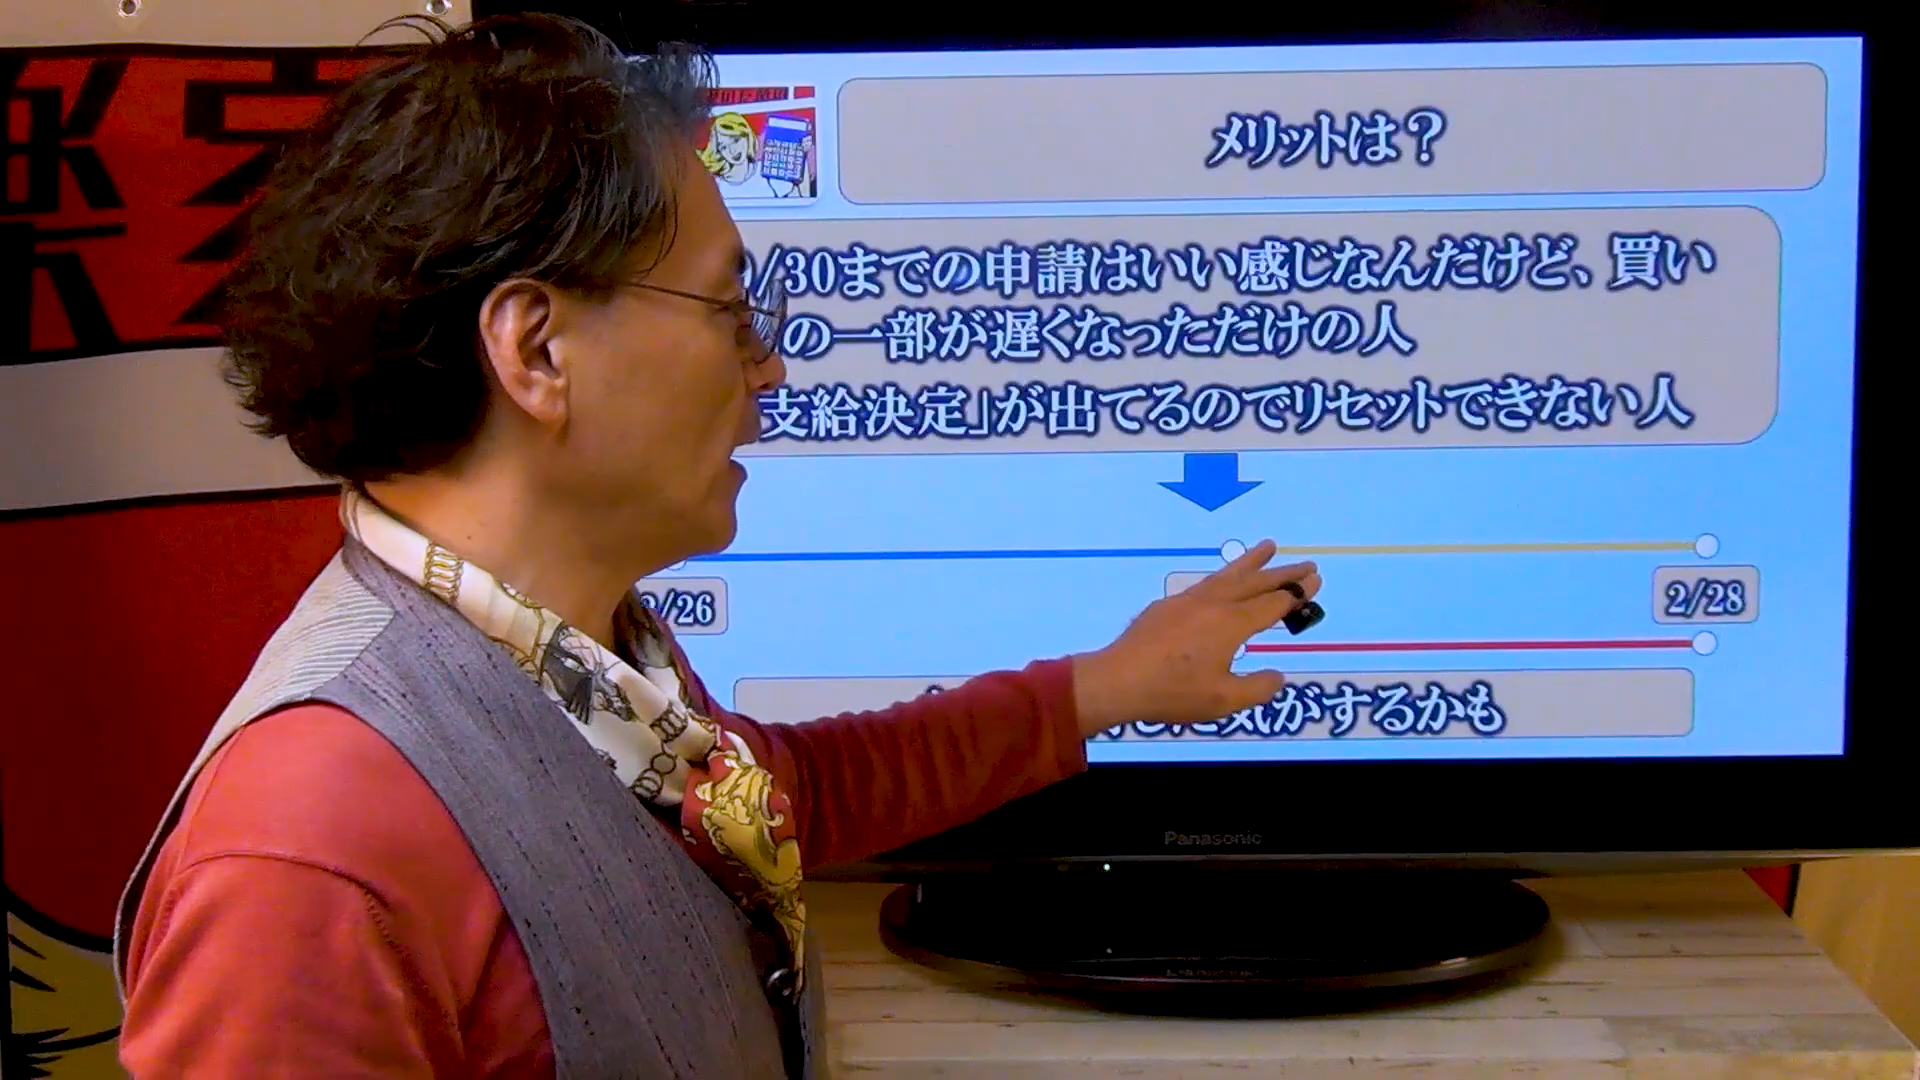 メリットは？
/30までの申請はいい感じなんだけど、買い
の一部が遅くなっただけの人
支給決定」が出てるのでリセットできない人
2/26
2/28
気がするかも
Panasonic